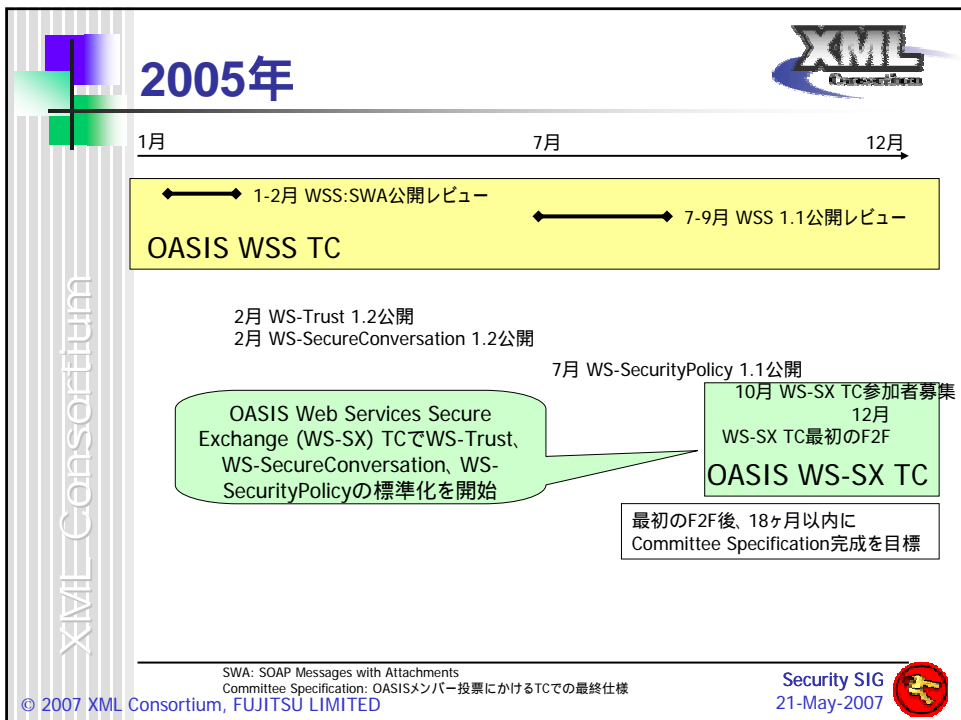 2005年
XML
Consortium
1月
7月
12月
1-2月 WSS:SWA公開レビュー
7-9月 WSS 1.1公開レビュー
OASIS WSS TC
2月 WS-Trust 1.2公開
2月 WS-SecureConversation 1.2公開
7月 WS-SecurityPolicy 1.1公開
10月 WS-SX TC参加者募集
12月
WS-SX TC最初のF2F
OASIS WS-SX TC
OASIS Web Services Secure
Exchange (WS-SX) TCでWS-Trust、
WS-SecureConversation、WS-
SecurityPolicyの標準化を開始
最初のF2F後、18ヶ月以内に
Committee Specification完成を目標
XML Consortium
SWA: SOAP Messages with Attachments
Committee Specification: OASISメンバー投票にかけるTCでの最終仕様
© 2007 XML Consortium, FUJITSU LIMITED
Security SIG
21-May-2007